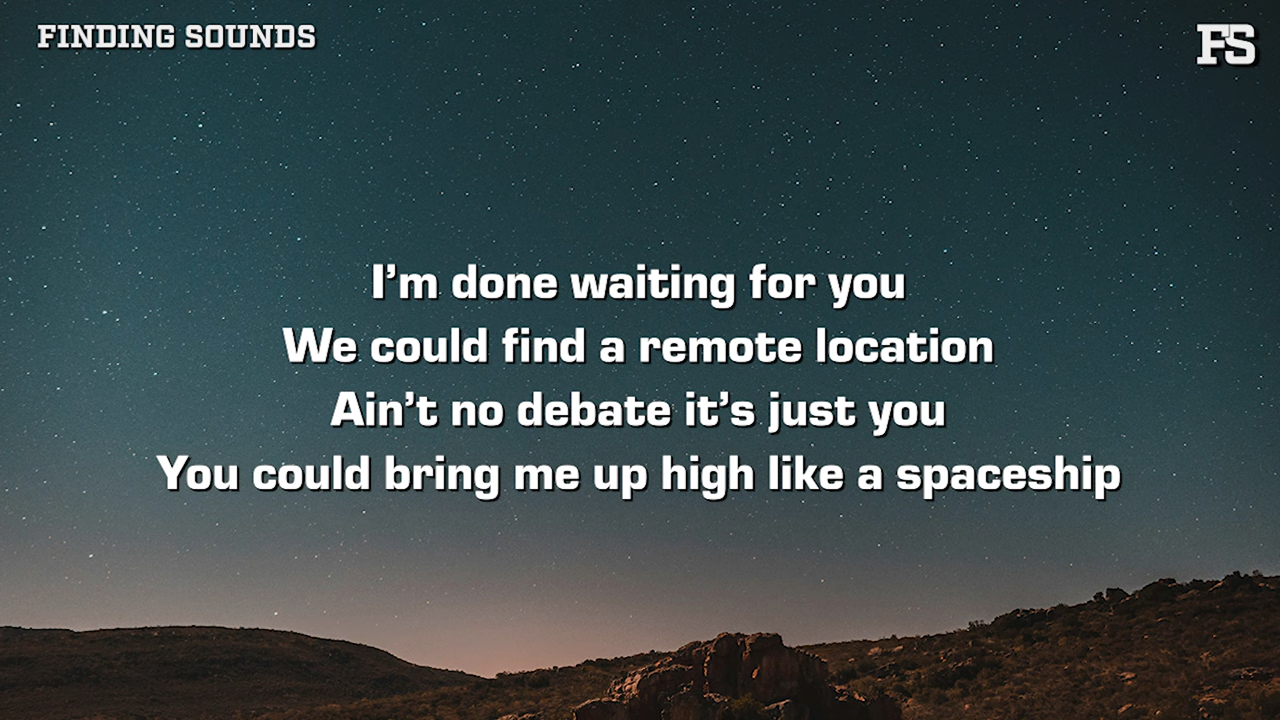 FINDING SOUNDS
FS
I'm done waiting for you
We could find a remote location
Ain't no debate it's just you
You could bring me up high like a spaceship